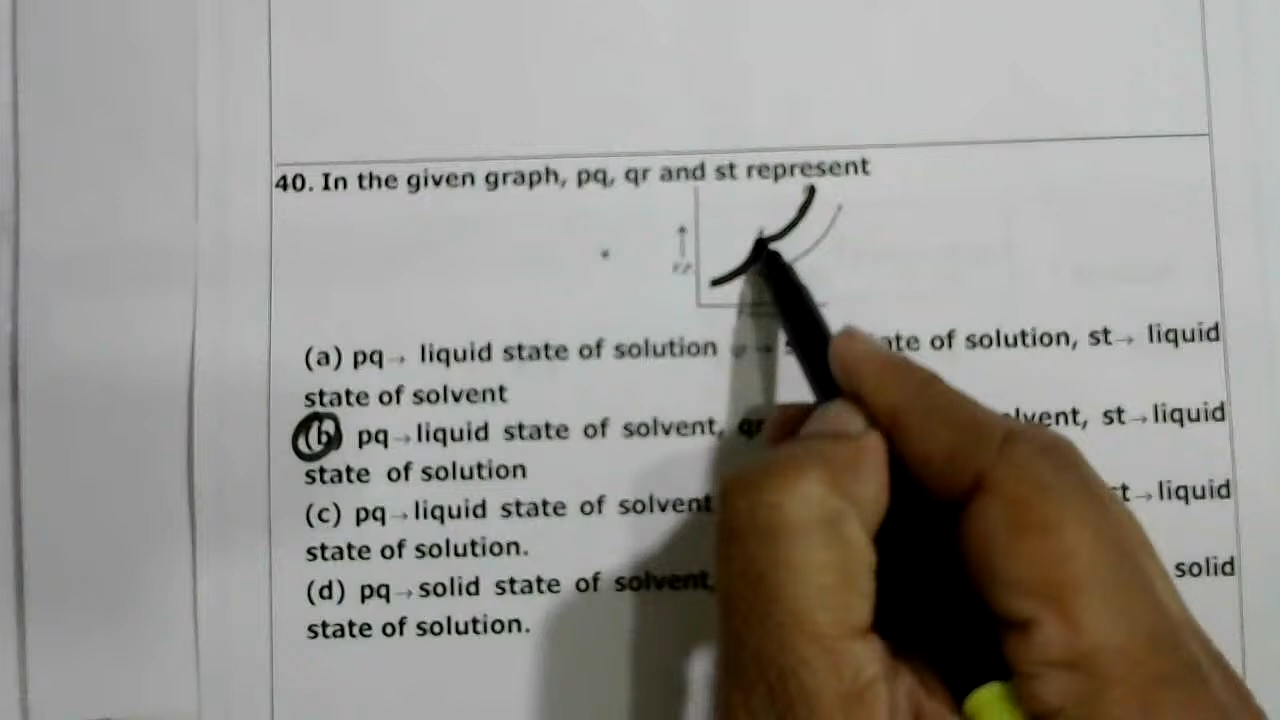 40. In the given graph, pq, qr and st represent
(a) pq→ liquid state of solution of solution, st→ liquid
state of solvent
(b) pq→liquid state of solvent, qr st→liquid
state of solution
(c) pq→liquid state of solvent liquid
state of solution.
(d) pq→solid state of solvent, solid
state of solution.